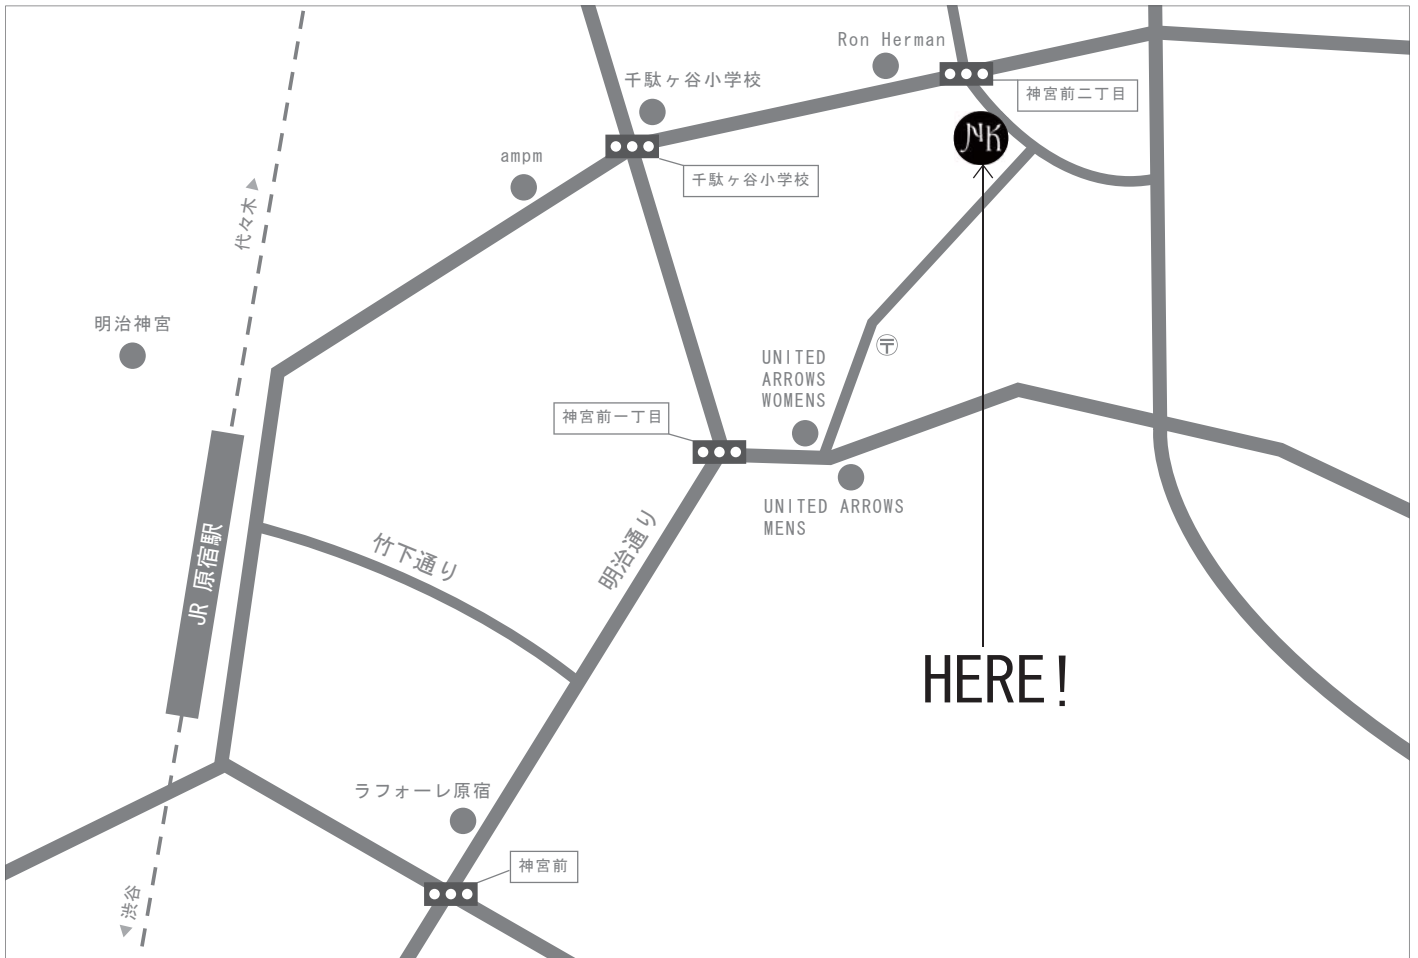 Ron Herman
千駄ヶ谷小学校
神宮前二丁目
NK
ampm
千駄ヶ谷小学校
代々木
明治神宮
〒
UNITED
ARROWS
WOMENS
神宮前一丁目
UNITED ARROWS
MENS
竹下通り
明治通り
JR 原宿駅
HERE!
ラフォーレ原宿
神宮前
渋谷